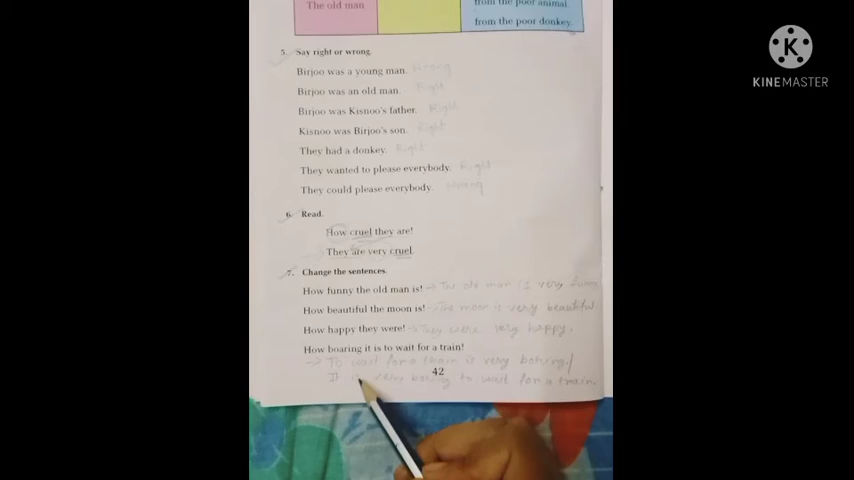 The old man
from the poor animal.
from the poor donkey.
5. Say right or wrong.
Birjoo was a young man. Wrong
Birjoo was an old man. Right
Birjoo was Kisnoo's father. Right
Kisnoo was Birjoo's son. Right
They had a donkey. Right
They wanted to please everybody. Right
They could please everybody. Wrong
6. Read.
How cruel they are!
They are very cruel.
7. Change the sentences.
How funny the old man is! → The old man is very funny
How beautiful the moon is! → The moon is very beautiful.
How happy they were! → They were very happy.
How boaring it is to wait for a train!
→ To wait for a train is very boring./
42
It is very boring to wait for a train.
K
KINEMASTER